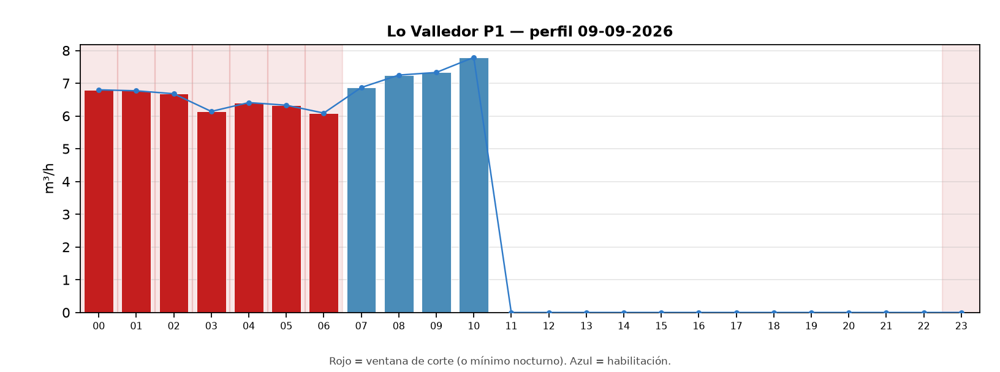 Lo Valledor P1 — perfil 09-09-2026
m³/h
8
7
6
5
4
3
2
1
0
00 01 02 03 04 05 06 07 08 09 10 11 12 13 14 15 16 17 18 19 20 21 22 23
Rojo = ventana de corte (o mínimo nocturno). Azul = habilitación.